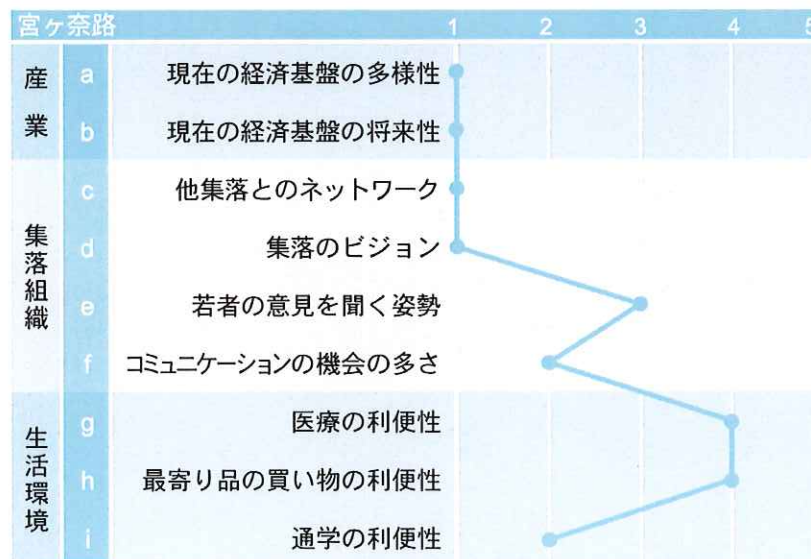 宮ヶ奈路 1 2 3 4 5
産業
a 現在の経済基盤の多様性
b 現在の経済基盤の将来性
集落組織
c 他集落とのネットワーク
d 集落のビジョン
e 若者の意見を聞く姿勢
f コミュニケーションの機会の多さ
生活環境
g 医療の利便性
h 最寄り品の買い物の利便性
i 通学の利便性